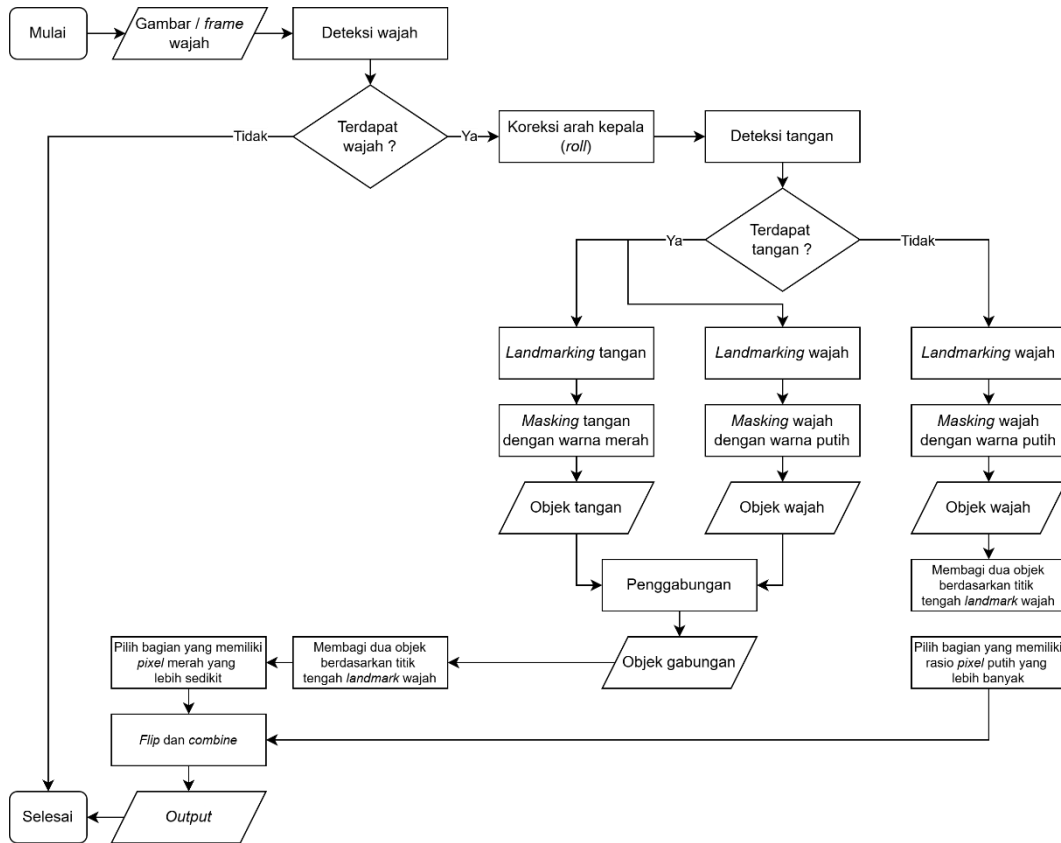 Mulai
Gambar / frame
wajah
Deteksi wajah
Terdapat
wajah ?
Tidak
Ya
Koreksi arah kepala
(roll)
Deteksi tangan
Terdapat
tangan ?
Ya
Tidak
Landmarking tangan
Landmarking wajah
Landmarking wajah
Masking tangan
dengan warna merah
Masking wajah
dengan warna putih
Masking wajah
dengan warna putih
Objek tangan
Objek wajah
Objek wajah
Penggabungan
Membagi dua objek
berdasarkan titik
tengah landmark wajah
Objek gabungan
Membagi dua objek
berdasarkan titik
tengah landmark wajah
Pilih bagian yang memiliki
pixel merah yang
lebih sedikit
Pilih bagian yang memiliki
rasio pixel putih yang
lebih banyak
Flip dan combine
Output
Selesai